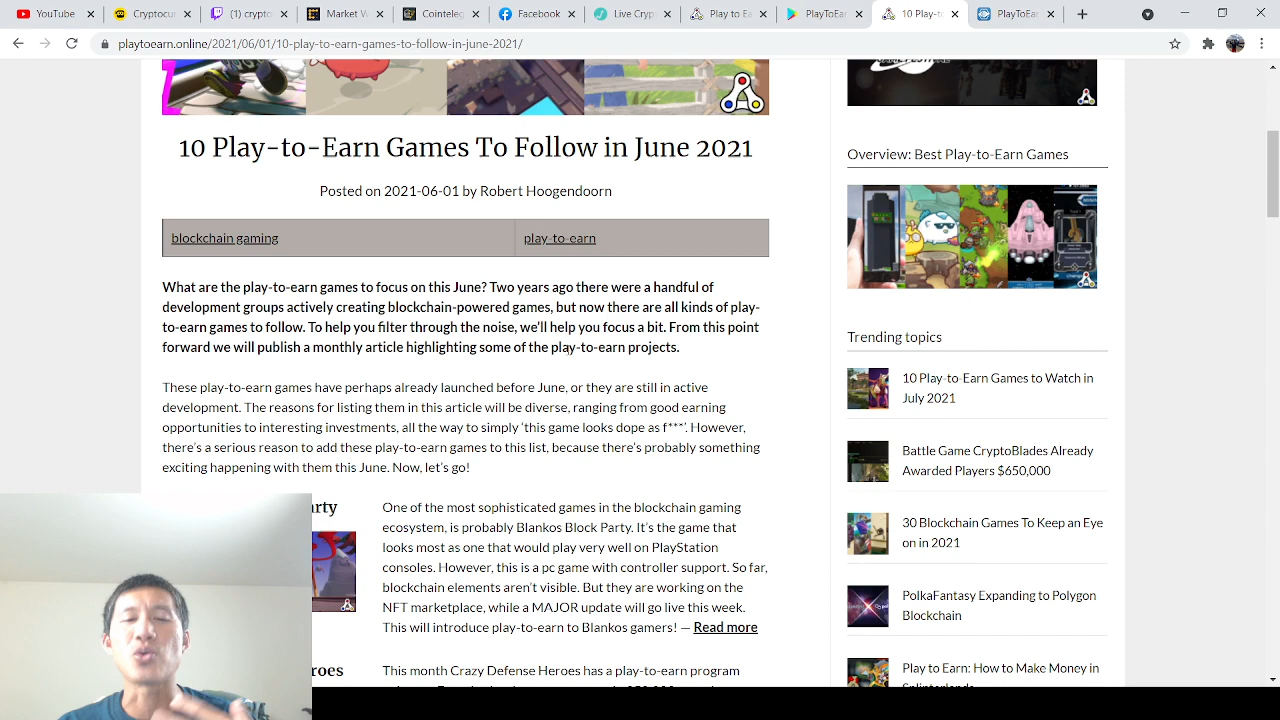 YouTube
Cryptocur
(1) crypto
Market W
Cointeleg
Facebook
Live Crypt
Play to Ea
PlayToEar
10 Play-to
PlayToEar
playtoearn.online/2021/06/01/10-play-to-earn-games-to-follow-in-june-2021/
10 Play-to-Earn Games To Follow in June 2021
Posted on 2021-06-01 by Robert Hoogendoorn
blockchain gaming
play-to-earn
What are the play-to-earn games to focus on this June? Two years ago there were a handful of
development groups actively creating blockchain-powered games, but now there are all kinds of play-
to-earn games to follow. To help you filter through the noise, we'll help you focus a bit. From this point
forward we will publish a monthly article highlighting some of the play-to-earn projects.
These play-to-earn games have perhaps already launched before June, or they are still in active
development. The reasons for listing them in this article will be diverse, ranging from good earning
opportunities to interesting investments, all the way to simply ‘this game looks dope as f***’. However,
there's a serious reason to add these play-to-earn games to this list, because there's probably something
exciting happening with them this June. Now, let's go!
rty
One of the most sophisticated games in the blockchain gaming
ecosystem, is probably Blankos Block Party. It's the game that
looks most as one that would play very well on PlayStation
consoles. However, this is a pc game with controller support. So far,
blockchain elements aren't visible. But they are working on the
NFT marketplace, while a MAJOR update will go live this week.
This will introduce play-to-earn to Blankos gamers! — Read more
roes
This month Crazy Defense Heroes has a play-to-earn program
Overview: Best Play-to-Earn Games
Trending topics
10 Play-to-Earn Games to Watch in
July 2021
Battle Game CryptoBlades Already
Awarded Players $650,000
30 Blockchain Games To Keep an Eye
on in 2021
PolkaFantasy Expanding to Polygon
Blockchain
Play to Earn: How to Make Money in
Splinterlands